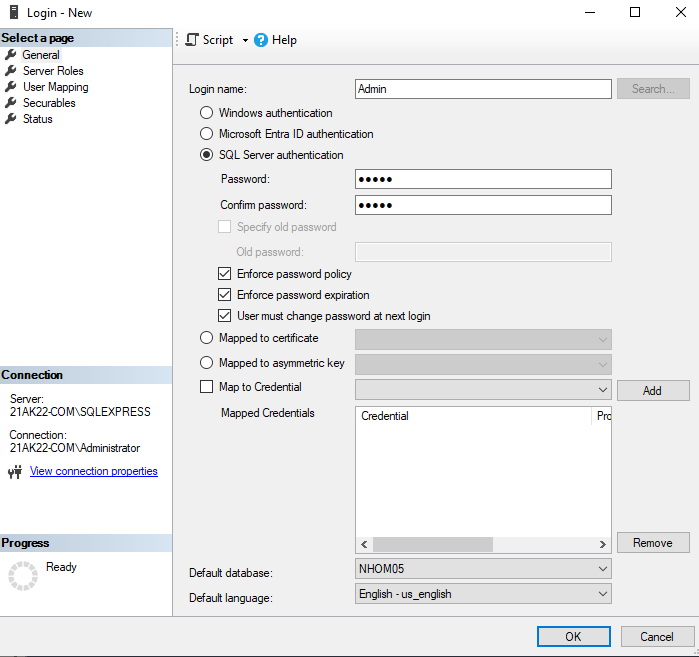 Login - New
Select a page
General
Server Roles
User Mapping
Securables
Status
Script
Help
Login name:
Admin
Search...
Windows authentication
Microsoft Entra ID authentication
SQL Server authentication
Password:
●●●●●
Confirm password:
●●●●●
Specify old password
Old password:
Enforce password policy
Enforce password expiration
User must change password at next login
Mapped to certificate
Mapped to asymmetric key
Map to Credential
Add
Mapped Credentials
Credential
Pro
Remove
Default database:
NHOM05
Default language:
English - us_english
Connection
Server:
21AK22-COM\SQLEXPRESS
Connection:
21AK22-COM\Administrator
View connection properties
Progress
Ready
OK
Cancel